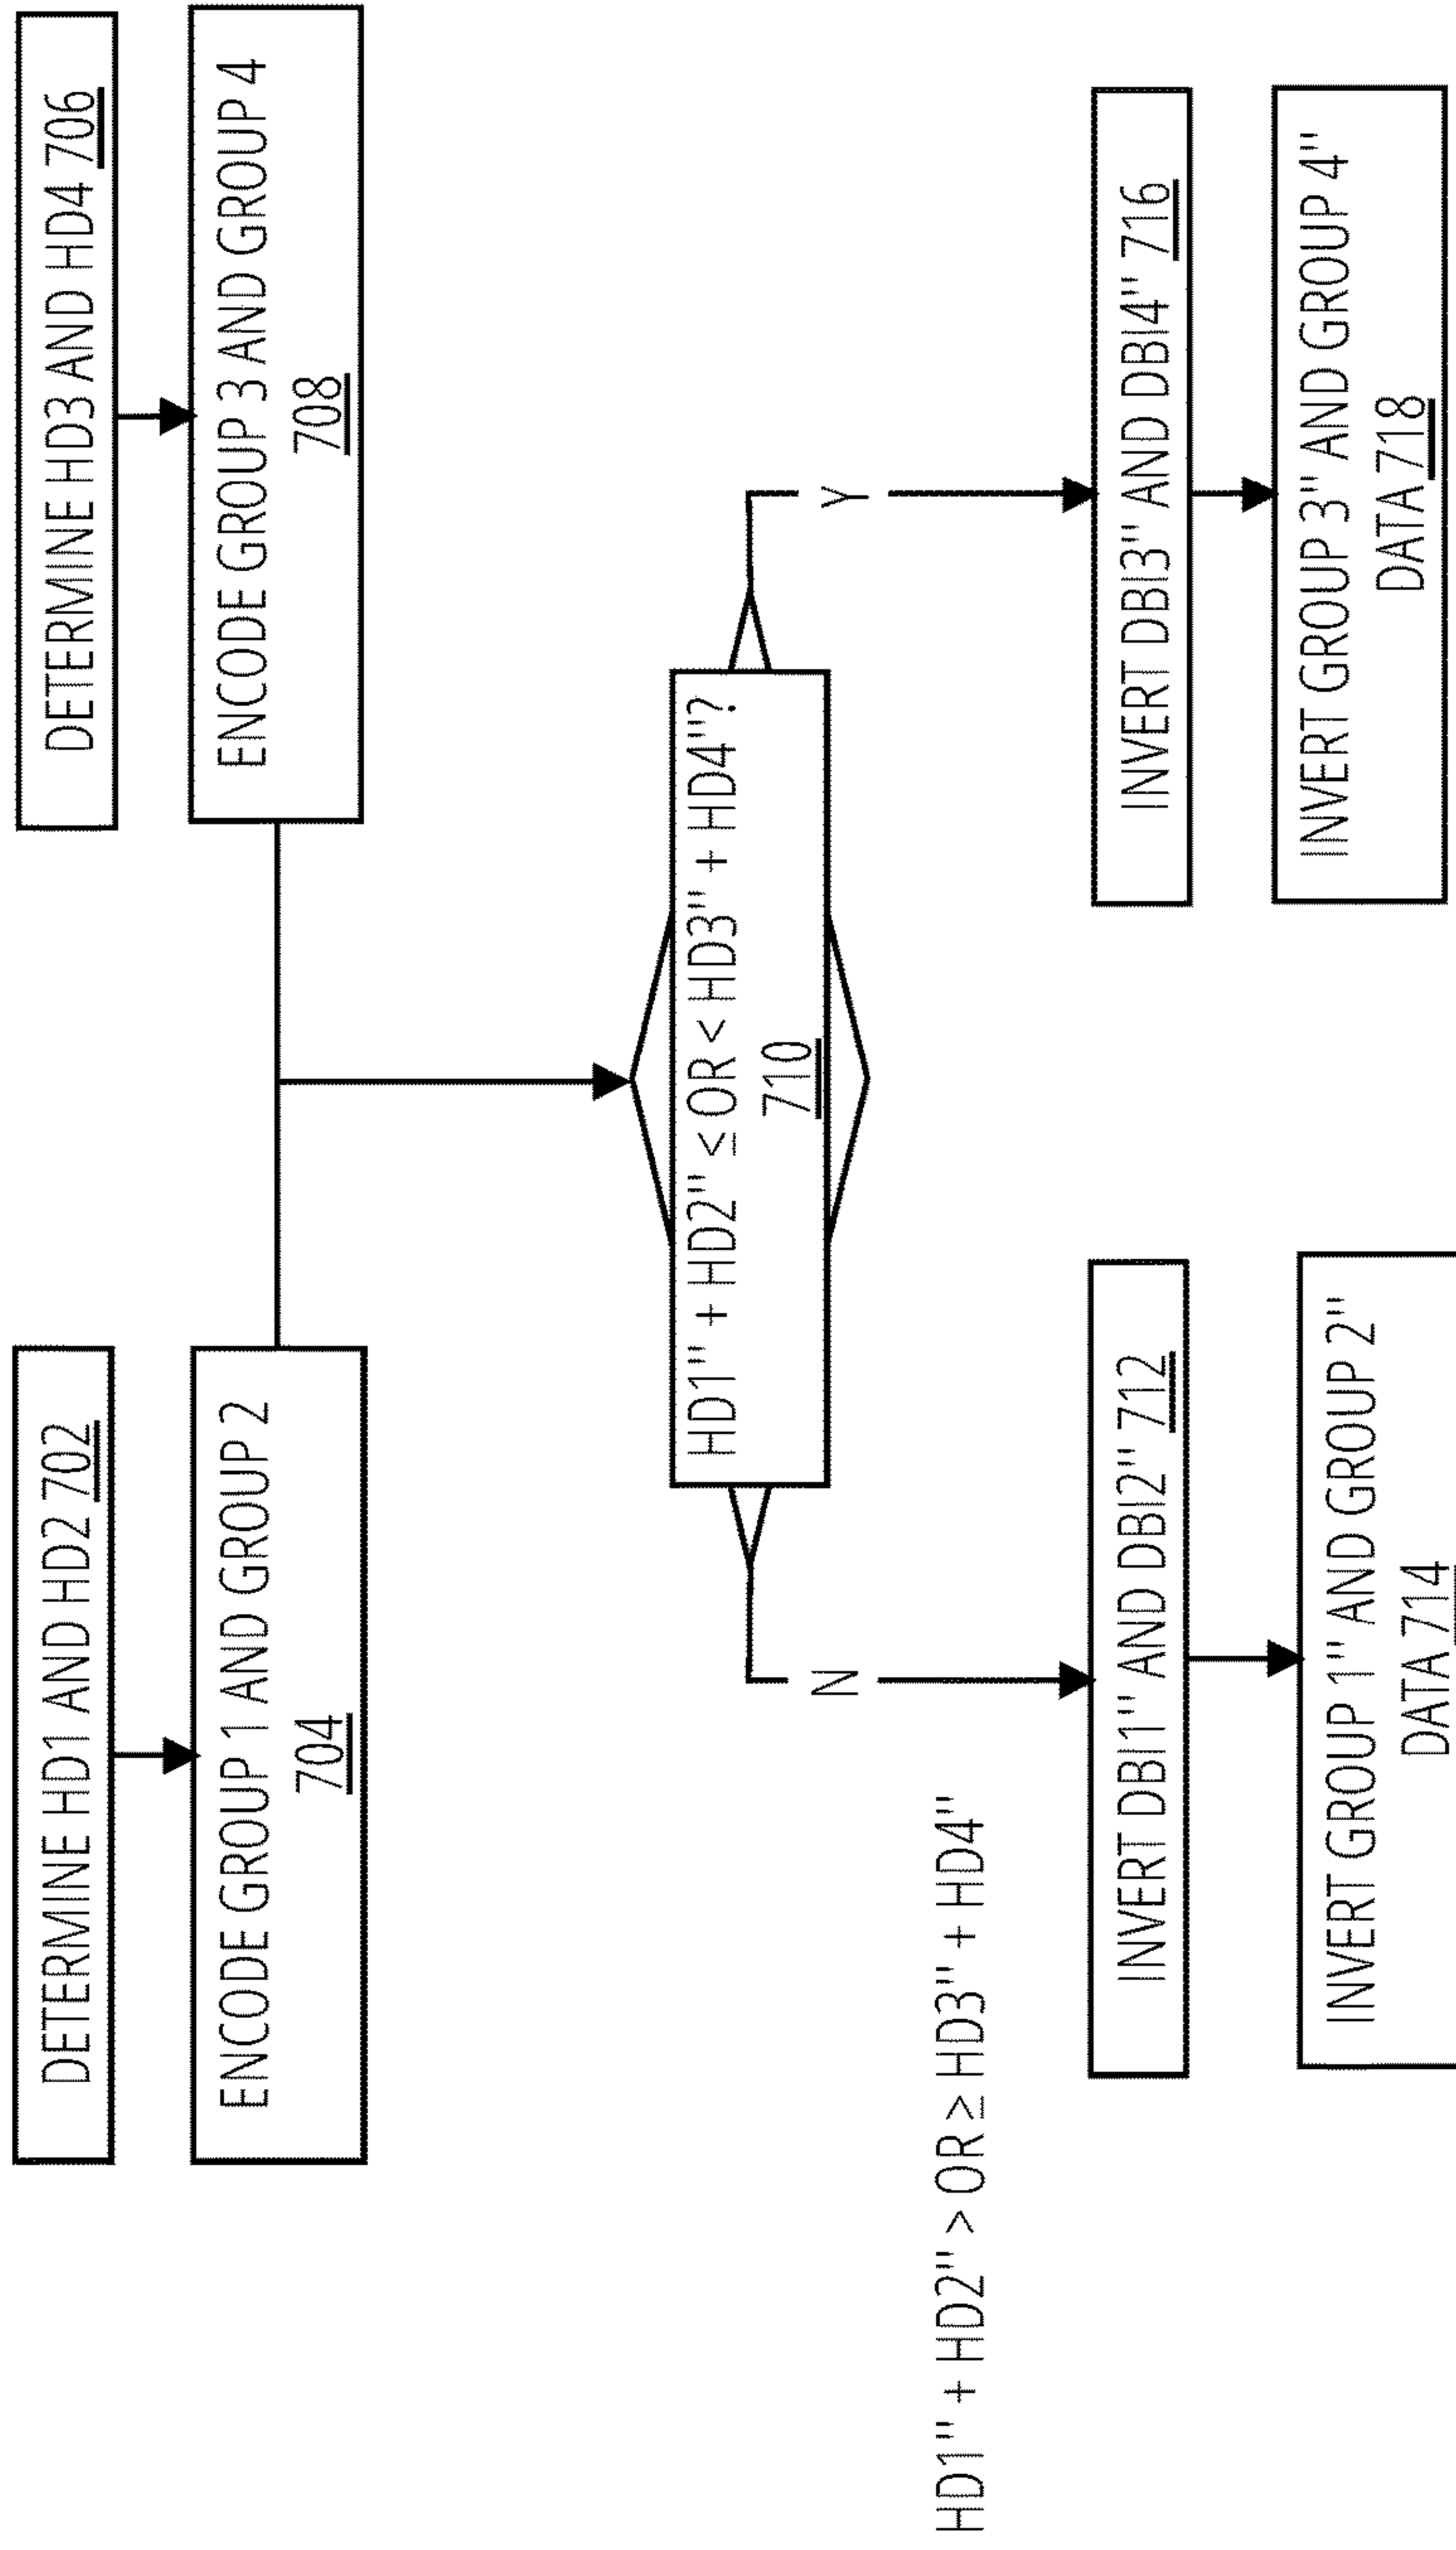 DETERMINE HD1 AND HD2 702
ENCODE GROUP 1 AND GROUP 2
704
DETERMINE HD3 AND HD4 706
ENCODE GROUP 3 AND GROUP 4
708
HD1" + HD2" ≤ OR < HD3" + HD4"?
710
N
Y
HD1" + HD2" > OR ≥ HD3" + HD4"
INVERT DBI1" AND DBI2" 712
INVERT GROUP 1" AND GROUP 2"
DATA 714
INVERT DBI3" AND DBI4" 716
INVERT GROUP 3" AND GROUP 4"
DATA 718